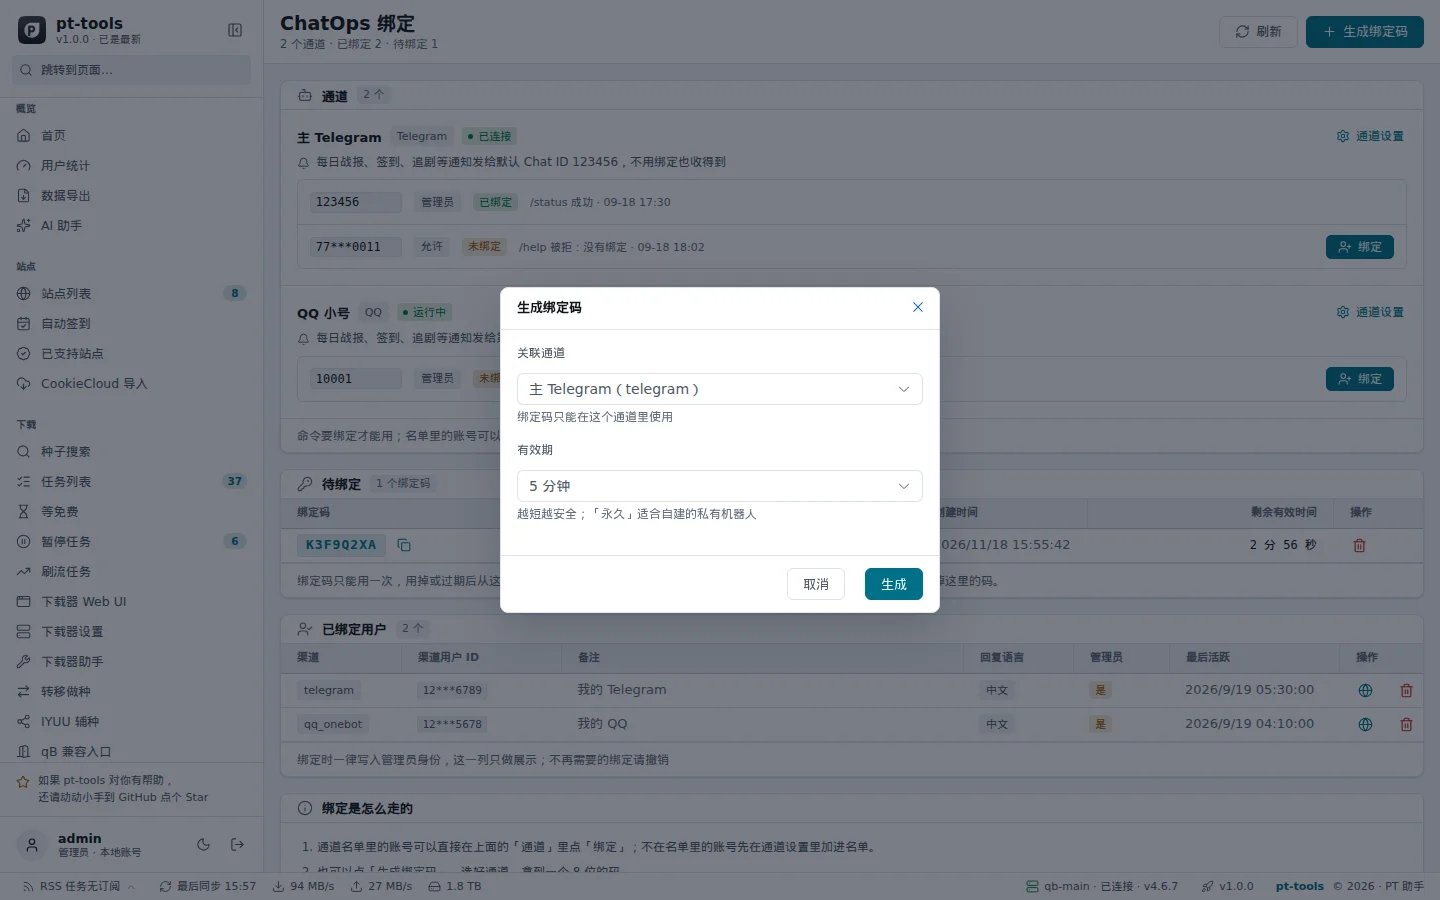 pt-tools
v1.0.0 · 已是最新
跳转到页面...
概览
首页
用户统计
数据导出
AI 助手
站点
站点列表 8
自动签到
已支持站点
CookieCloud 导入
下载
种子搜索
任务列表 37
等免费
暂停任务 6
刷流任务
下载器 Web UI
下载器设置
下载器助手
转移做种
IYUU 辅种
qB 兼容入口
如果 pt-tools 对你有帮助，
还请动动小手到 GitHub 点个 Star
admin
管理员 · 本地账号
ChatOps 绑定
2 个通道 · 已绑定 2 · 待绑定 1
刷新
生成绑定码
通道 2 个
主 Telegram Telegram 已连接 通道设置
每日战报、签到、追剧等通知发给默认 Chat ID 123456，不用绑定也收得到
123456 管理员 已绑定 /status 成功 · 09-18 17:30
77***0011 允许 未绑定 /help 被拒：没有绑定 · 09-18 18:02 绑定
QQ 小号 QQ 运行中 通道设置
每日战报、签到、追剧等通知发给
10001 管理员 未绑 绑定
命令要绑定才能用；名单里的账号可以
待绑定 1 个绑定码
绑定码 创建时间 剩余有效时间 操作
K3F9Q2XA 026/11/18 15:55:42 2 分 56 秒
绑定码只能用一次，用掉或过期后从这 这里的码。
已绑定用户 2 个
渠道 渠道用户 ID 备注 回复语言 管理员 最后活跃 操作
telegram 12***6789 我的 Telegram 中文 是 2026/9/19 05:30:00
qq_onebot 12***5678 我的 QQ 中文 是 2026/9/19 04:10:00
绑定时一律写入管理员身份，这一列只做展示；不再需要的绑定请撤销
绑定是怎么走的
1. 通道名单里的账号可以直接在上面的「通道」里点「绑定」；不在名单里的账号先在通道设置里加进名单。
生成绑定码
关联通道
主 Telegram（telegram）
绑定码只能在这个通道里使用
有效期
5 分钟
越短越安全；「永久」适合自建的私有机器人
取消
生成
RSS 任务无订阅 最后同步 15:57 94 MB/s 27 MB/s 1.8 TB
qb-main · 已连接 · v4.6.7 v1.0.0 pt-tools © 2026 · PT 助手